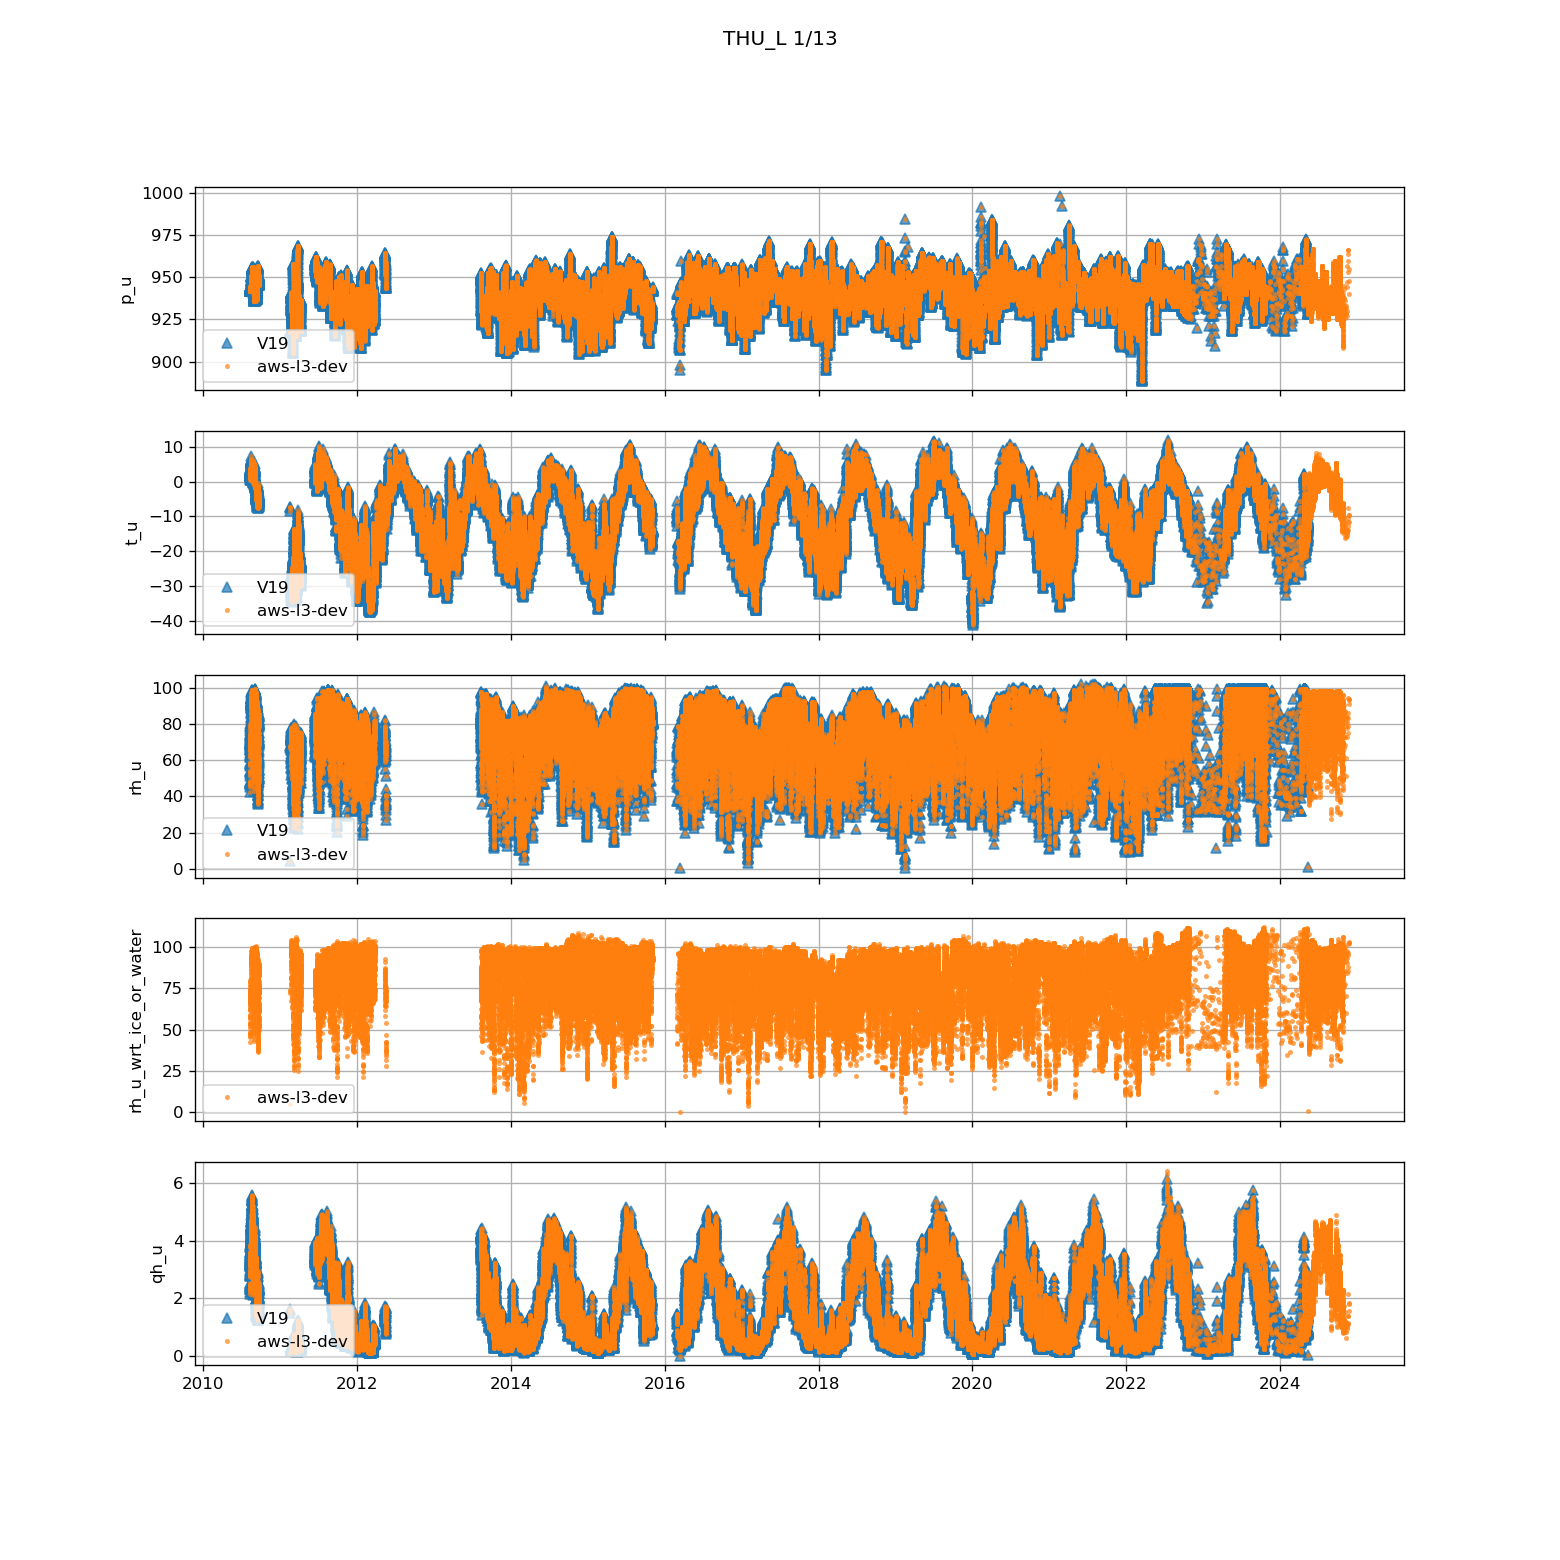 THU_L 1/13
1000
975
950
925
900
p_u
V19
aws-l3-dev
10
0
−10
−20
−30
−40
t_u
V19
aws-l3-dev
100
80
60
40
20
0
rh_u
V19
aws-l3-dev
100
75
50
25
0
rh_u_wrt_ice_or_water
aws-l3-dev
6
4
2
0
qh_u
V19
aws-l3-dev
2010 2012 2014 2016 2018 2020 2022 2024